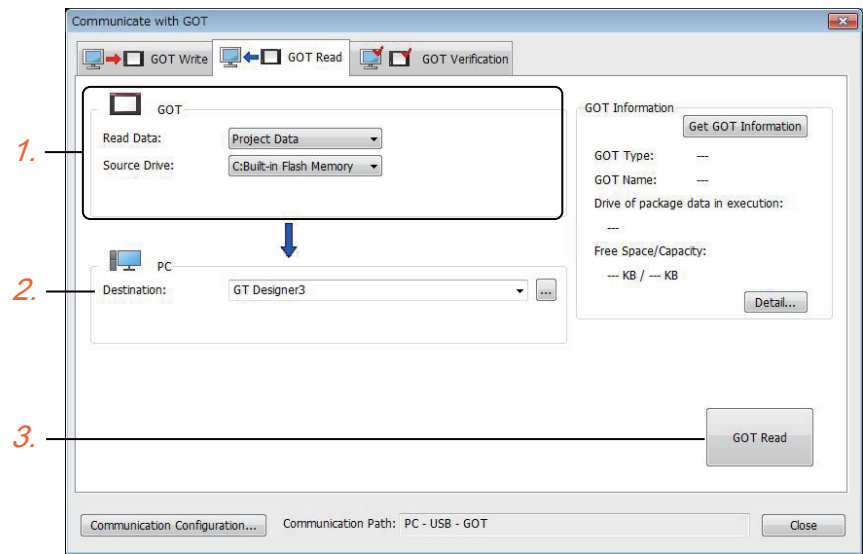 Communicate with GOT
GOT Write
GOT Read
GOT Verification
1.
GOT
Read Data:
Project Data
Source Drive:
C:Built-in Flash Memory
2.
PC
Destination:
GT Designer3
...
GOT Information
Get GOT Information
GOT Type: ---
GOT Name: ---
Drive of package data in execution:
---
Free Space/Capacity:
--- KB / --- KB
Detail...
3.
GOT Read
Communication Configuration...
Communication Path: PC - USB - GOT
Close